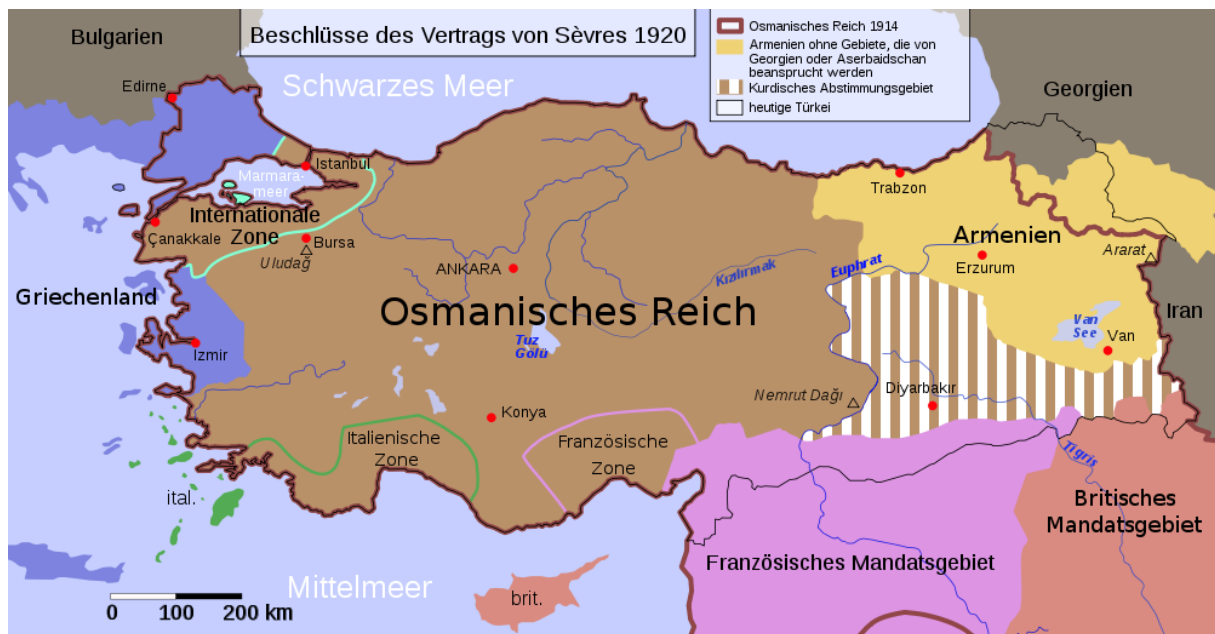 Beschlüsse des Vertrags von Sèvres 1920
Osmanisches Reich 1914
Armenien ohne Gebiete, die von
Georgien oder Aserbaidschan
beansprucht werden
Kurdisches Abstimmungsgebiet
heutige Türkei
Bulgarien
Schwarzes Meer
Georgien
Edirne
Istanbul
Marmara-
meer
Internationale
Zone
Çanakkale
Bursa
Uludağ
Trabzon
Armenien
Erzurum
Ararat
ANKARA
Kızılırmak
Euphrat
Griechenland
Osmanisches Reich
Iran
Izmir
Tuz
Gölü
Van
See
Van
Nemrut Dağı
Diyarbakır
Konya
Italienische
Zone
Französische
Zone
Tigris
ital.
Britisches
Mandatsgebiet
Französisches Mandatsgebiet
Mittelmeer
brit.
0 100 200 km